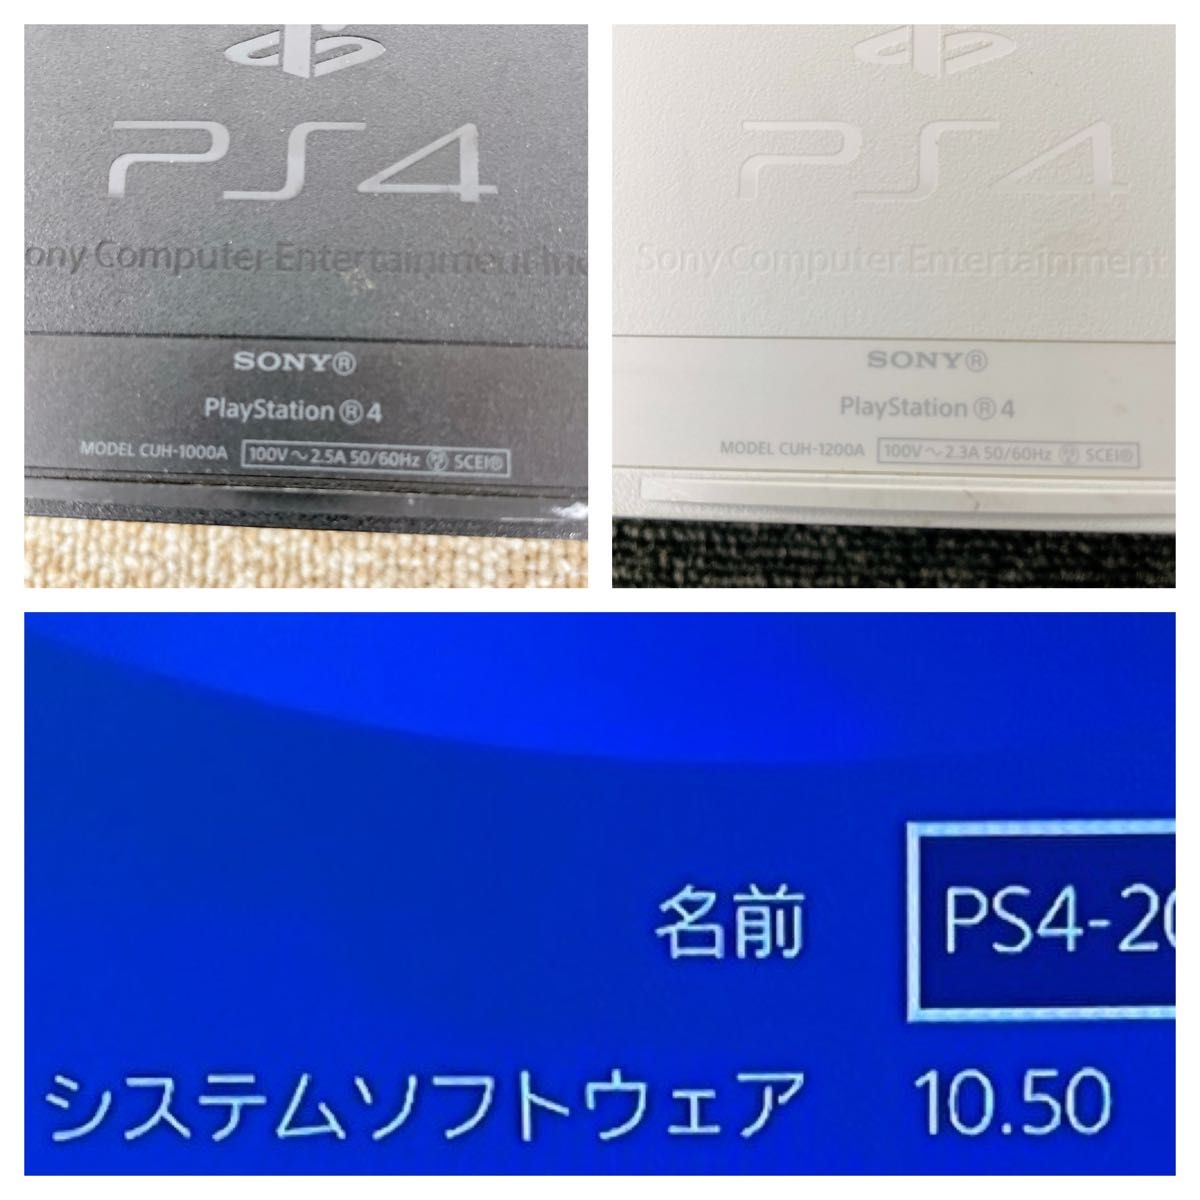 PS4
ony Computer Entertainment Inc
SONY®
PlayStation®4
MODEL CUH-1000A 100V～2.5A 50/60Hz SCEI®
PS4
Sony Computer Entertainment
SONY®
PlayStation®4
MODEL CUH-1200A 100V～2.3A 50/60Hz SCEI®
名前 PS4-20
システムソフトウェア 10.50